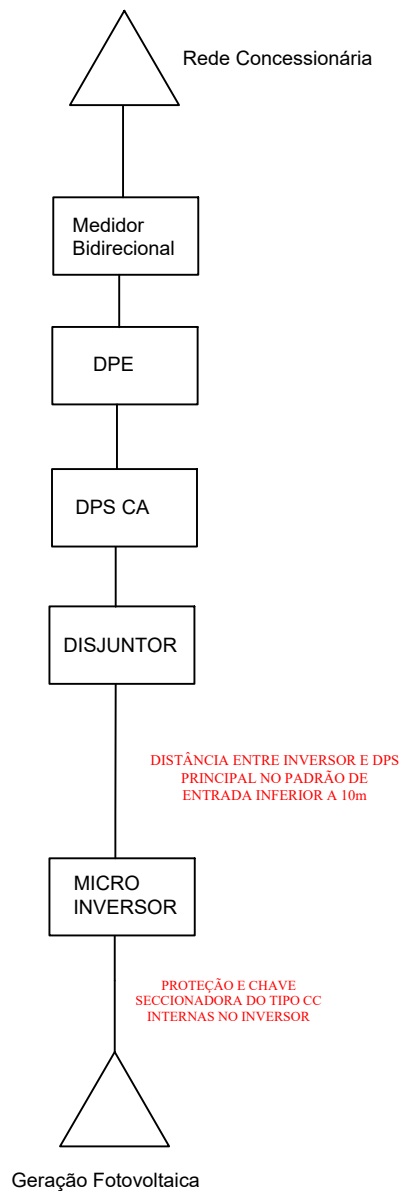 Rede Concessionária
Medidor
Bidirecional
DPE
DPS CA
DISJUNTOR
DISTÂNCIA ENTRE INVERSOR E DPS
PRINCIPAL NO PADRÃO DE
ENTRADA INFERIOR A 10m
MICRO
INVERSOR
PROTEÇÃO E CHAVE
SECCIONADORA DO TIPO CC
INTERNAS NO INVERSOR
Geração Fotovoltaica